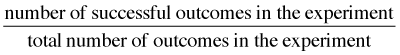 number of successful outcomes in the experiment
total number of outcomes in the experiment